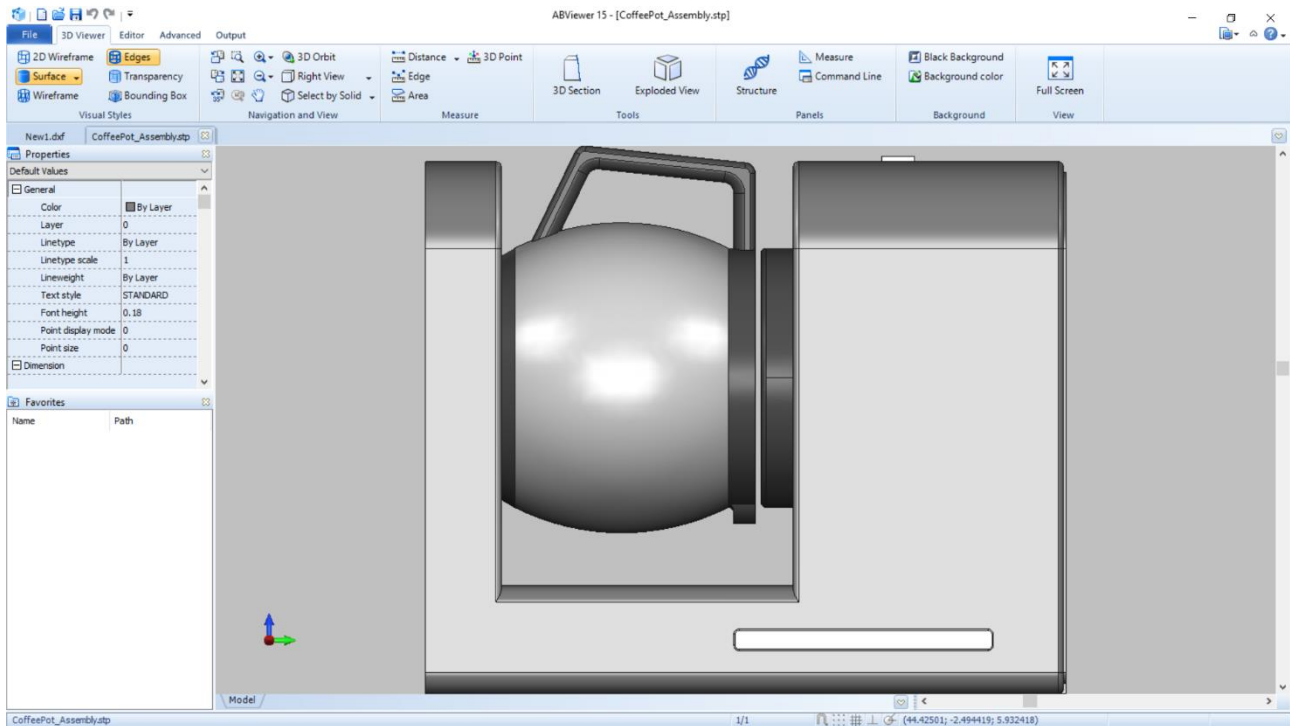 ABViewer 15 - [CoffeePot_Assembly.stp]
File 3D Viewer Editor Advanced Output
2D Wireframe Edges 3D Orbit Distance 3D Point Measure Black Background
Surface Transparency Right View Edge 3D Section Exploded View Structure Command Line Background color Full Screen
Wireframe Bounding Box Select by Solid Area
Visual Styles Navigation and View Measure Tools Panels Background View
New1.dxf CoffeePot_Assembly.stp
Properties
Default Values
General
Color By Layer
Layer 0
Linetype By Layer
Linetype scale 1
Lineweight By Layer
Text style STANDARD
Font height 0.18
Point display mode 0
Point size 0
Dimension
Favorites
Name Path
Model
CoffeePot_Assembly.stp 1/1 (44.42501; -2.494419; 5.932418)